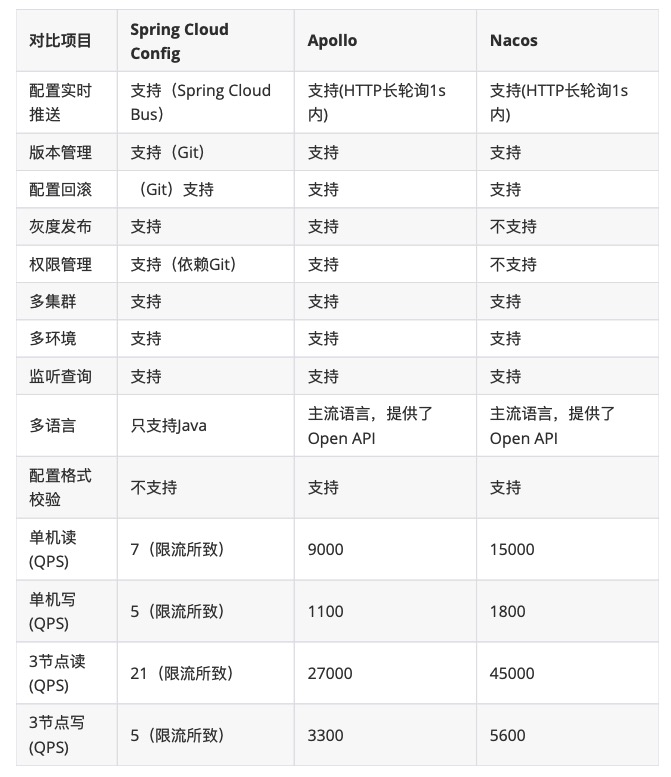 对比项目 Spring Cloud Config Apollo Nacos
配置实时推送 支持（Spring Cloud Bus） 支持(HTTP长轮询1s内) 支持(HTTP长轮询1s内)
版本管理 支持（Git） 支持 支持
配置回滚 （Git）支持 支持 支持
灰度发布 支持 支持 不支持
权限管理 支持（依赖Git） 支持 不支持
多集群 支持 支持 支持
多环境 支持 支持 支持
监听查询 支持 支持 支持
多语言 只支持Java 主流语言，提供了Open API 主流语言，提供了Open API
配置格式校验 不支持 支持 支持
单机读(QPS) 7（限流所致） 9000 15000
单机写(QPS) 5（限流所致） 1100 1800
3节点读(QPS) 21（限流所致） 27000 45000
3节点写(QPS) 5（限流所致） 3300 5600